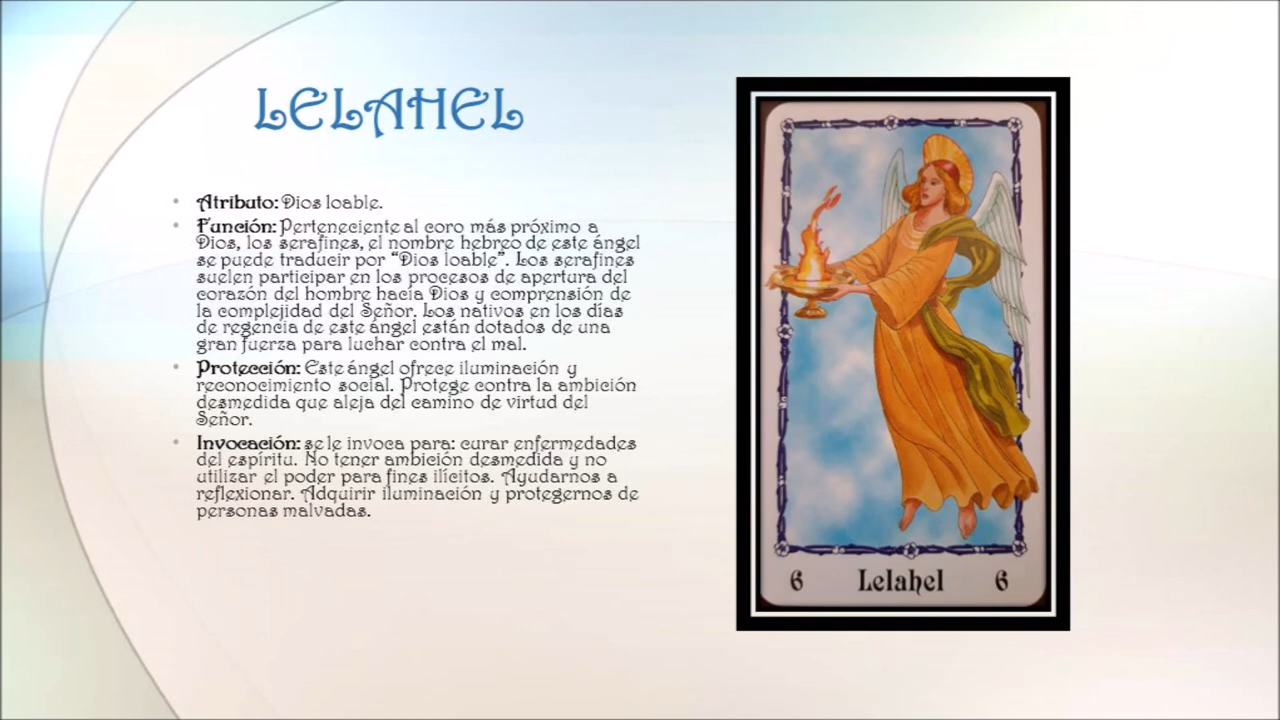 LELAHEL
• Atributo: Dios loable.
• Función: Perteneciente al coro más próximo a
Dios, los serafines, el nombre hebreo de este ángel
se puede traducir por “Dios loable”. Los serafines
suelen participar en los procesos de apertura del
corazón del hombre hacia Dios y comprensión de
la complejidad del Señor. Los nativos en los días
de regencia de este ángel están dotados de una
gran fuerza para luchar contra el mal.
• Protección: Este ángel ofrece iluminación y
reconocimiento social. Protege contra la ambición
desmedida que aleja del camino de virtud del
Señor.
• Invocación: se le invoca para: curar enfermedades
del espíritu. No tener ambición desmedida y no
utilizar el poder para fines ilícitos. Ayudarnos a
reflexionar. Adquirir iluminación y protegernos de
personas malvadas.
6 Lelahel 6